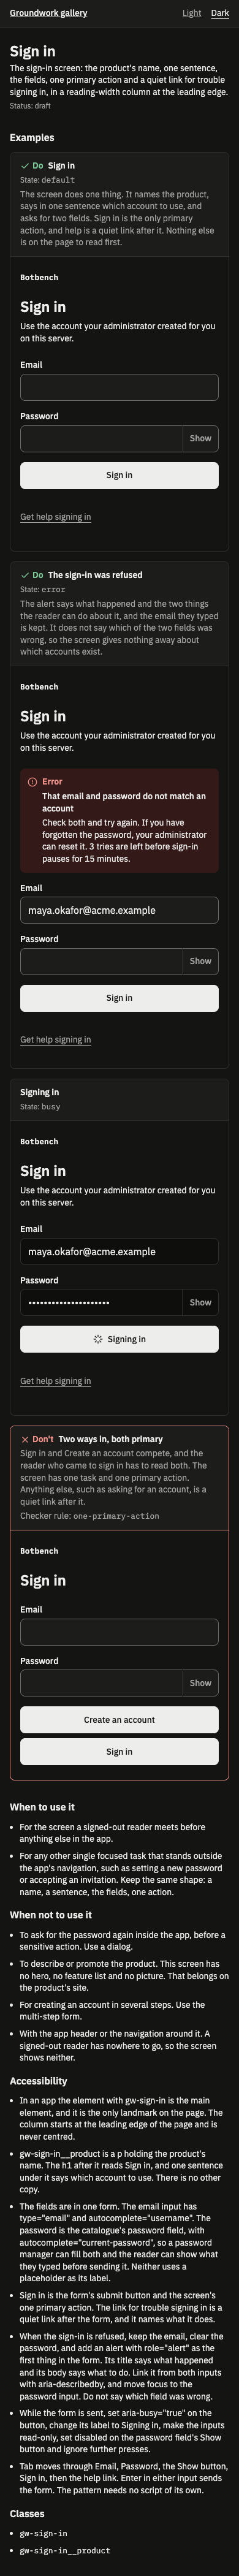 Groundwork gallery Light Dark
Sign in
The sign-in screen: the product's name, one sentence,
the fields, one primary action and a quiet link for trouble
signing in, in a reading-width column at the leading edge.
Status: draft
Examples
Do Sign in
State: default
The screen does one thing. It names the product,
says in one sentence which account to use, and
asks for two fields. Sign in is the only primary
action, and help is a quiet link after it. Nothing else
is on the page to read first.
Botbench
Sign in
Use the account your administrator created for you
on this server.
Email
Password
Show
Sign in
Get help signing in
Do The sign-in was refused
State: error
The alert says what happened and the two things
the reader can do about it, and the email they typed
is kept. It does not say which of the two fields was
wrong, so the screen gives nothing away about
which accounts exist.
Botbench
Sign in
Use the account your administrator created for you
on this server.
Error
That email and password do not match an
account
Check both and try again. If you have
forgotten the password, your administrator
can reset it. 3 tries are left before sign-in
pauses for 15 minutes.
Email
maya.okafor@acme.example
Password
Show
Sign in
Get help signing in
Signing in
State: busy
Botbench
Sign in
Use the account your administrator created for you
on this server.
Email
maya.okafor@acme.example
Password
Show
Signing in
Get help signing in
Don't Two ways in, both primary
Sign in and Create an account compete, and the
reader who came to sign in has to read both. The
screen has one task and one primary action.
Anything else, such as asking for an account, is a
quiet link after it.
Checker rule: one-primary-action
Botbench
Sign in
Email
Password
Show
Create an account
Sign in
When to use it
• For the screen a signed-out reader meets before
anything else in the app.
• For any other single focused task that stands outside
the app's navigation, such as setting a new password
or accepting an invitation. Keep the same shape: a
name, a sentence, the fields, one action.
When not to use it
• To ask for the password again inside the app, before a
sensitive action. Use a dialog.
• To describe or promote the product. This screen has
no hero, no feature list and no picture. That belongs on
the product's site.
• For creating an account in several steps. Use the
multi-step form.
• With the app header or the navigation around it. A
signed-out reader has nowhere to go, so the screen
shows neither.
Accessibility
• In an app the element with gw-sign-in is the main
element, and it is the only landmark on the page. The
column starts at the leading edge of the page and is
never centred.
• gw-sign-in__product is a p holding the product's
name. The h1 after it reads Sign in, and one sentence
under it says which account to use. There is no other
copy.
• The fields are in one form. The email input has
type="email" and autocomplete="username". The
password is the catalogue's password field, with
autocomplete="current-password", so a password
manager can fill both and the reader can show what
they typed before sending it. Neither uses a
placeholder as its label.
• Sign in is the form's submit button and the screen's
one primary action. The link for trouble signing in is a
quiet link after the form, and it names what it does.
• When the sign-in is refused, keep the email, clear the
password, and add an alert with role="alert" as the
first thing in the form. Its title says what happened
and its body says what to do. Link it from both inputs
with aria-describedby, and move focus to the
password input. Do not say which field was wrong.
• While the form is sent, set aria-busy="true" on the
button, change its label to Signing in, make the inputs
read-only, set disabled on the password field's Show
button and ignore further presses.
• Tab moves through Email, Password, the Show button,
Sign in, then the help link. Enter in either input sends
the form. The pattern needs no script of its own.
Classes
• gw-sign-in
• gw-sign-in__product